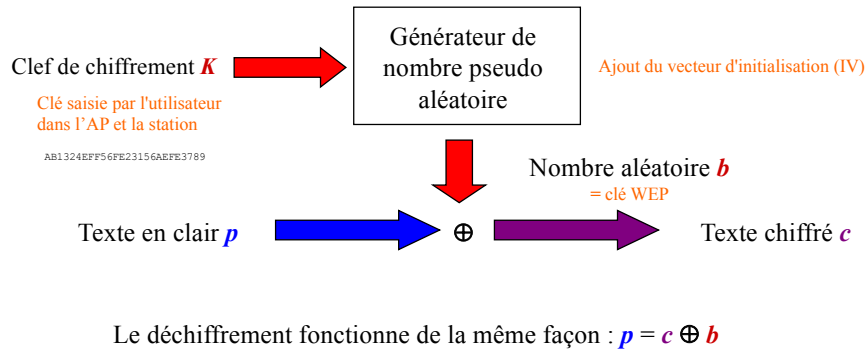 Générateur de
nombre pseudo
aléatoire
Clef de chiffrement K
Ajout du vecteur d'initialisation (IV)
Clé saisie par l'utilisateur
dans l'AP et la station
AB1324EFF56FE23156AEFE3789
Nombre aléatoire b
= clé WEP
Texte en clair p
⊕
Texte chiffré c
Le déchiffrement fonctionne de la même façon : p = c ⊕ b